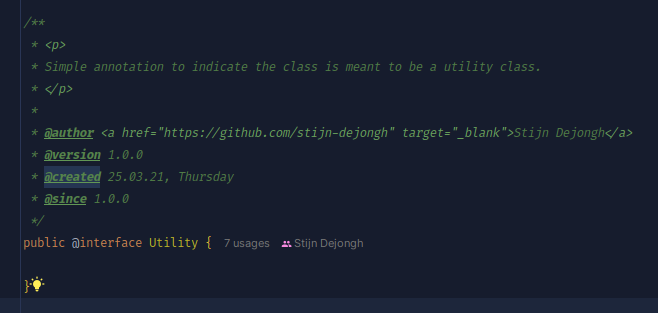 /**
* <p>
* Simple annotation to indicate the class is meant to be a utility class.
* </p>
*
* @author <a href="https://github.com/stijn-dejongh" target="_blank">Stijn Dejongh</a>
* @version 1.0.0
* @created 25.03.21, Thursday
* @since 1.0.0
*/
public @interface Utility { 7 usages Stijn Dejongh
}